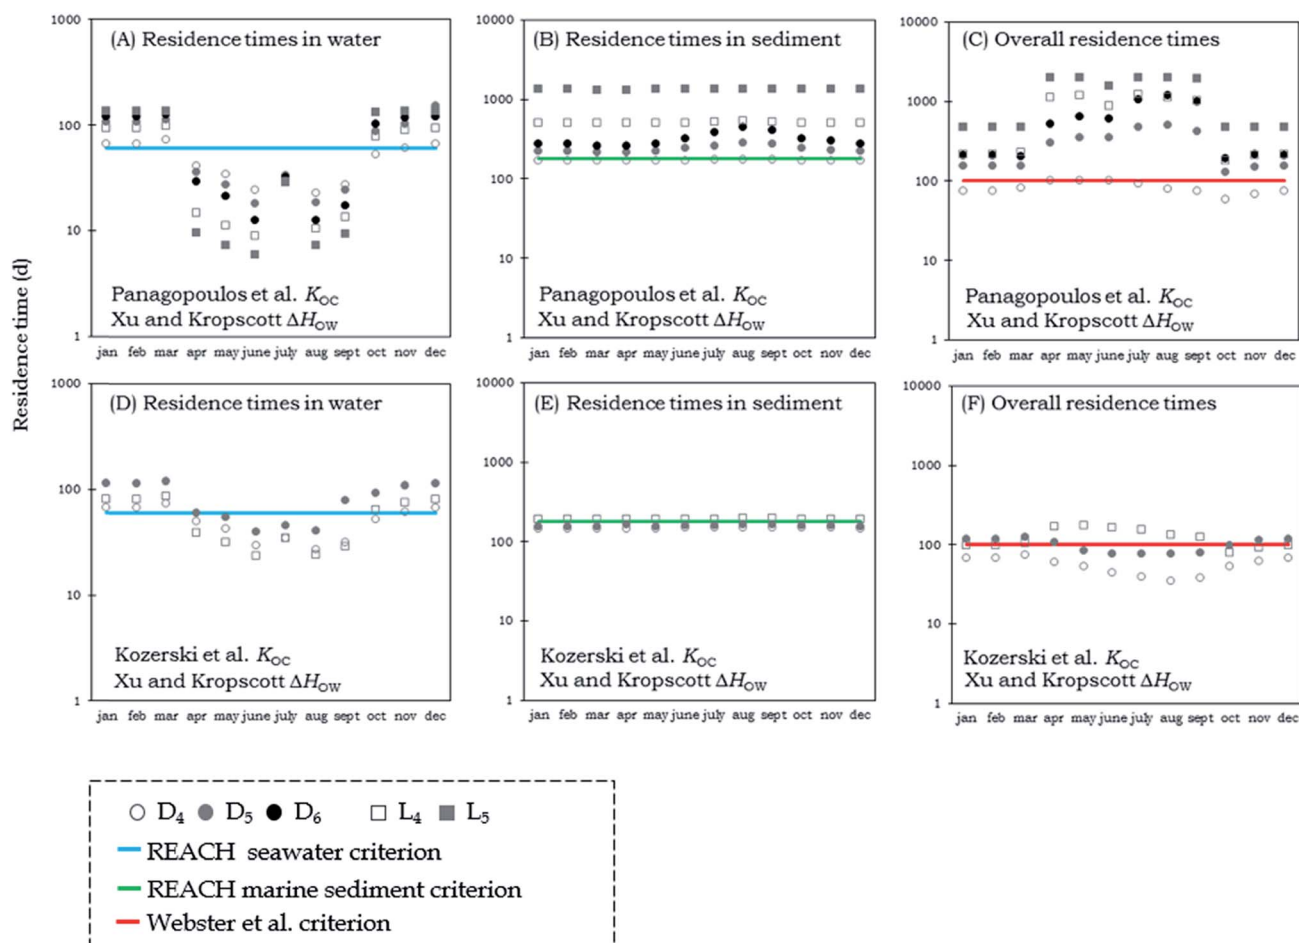 Residence time (d)
(A) Residence times in water
1000
100
10
1
Panagopoulos et al. KOC
Xu and Kropscott ΔHOW
jan feb mar apr may june july aug sept oct nov dec
(B) Residence times in sediment
10000
1000
100
10
1
Panagopoulos et al. KOC
Xu and Kropscott ΔHOW
jan feb mar apr may june july aug sept oct nov dec
(C) Overall residence times
10000
1000
100
10
1
Panagopoulos et al. KOC
Xu and Kropscott ΔHOW
jan feb mar apr may june july aug sept oct nov dec
(D) Residence times in water
1000
100
10
1
Kozerski et al. KOC
Xu and Kropscott ΔHOW
jan feb mar apr may june july aug sept oct nov dec
(E) Residence times in sediment
10000
1000
100
10
1
Kozerski et al. KOC
Xu and Kropscott ΔHOW
jan feb mar apr may june july aug sept oct nov dec
(F) Overall residence times
10000
1000
100
10
1
Kozerski et al. KOC
Xu and Kropscott ΔHOW
jan feb mar apr may june july aug sept oct nov dec
D4 D5 D6 L4 L5
REACH seawater criterion
REACH marine sediment criterion
Webster et al. criterion